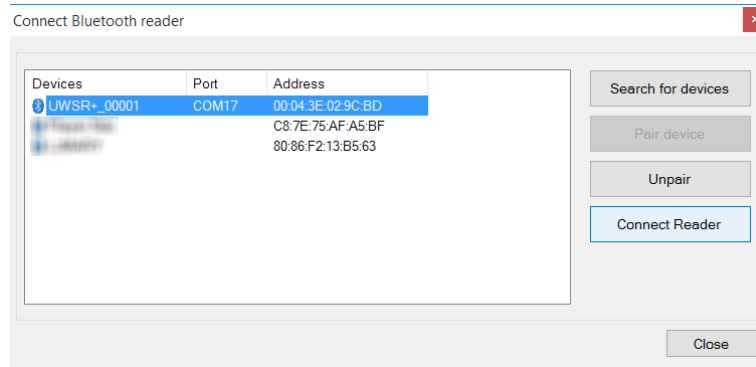 Connect Bluetooth reader
Devices Port Address
UWSR+_00001 COM17 00:04:3E:02:9C:BD
C8:7E:75:AF:A5:BF
80:86:F2:13:B5:63
Search for devices
Pair device
Unpair
Connect Reader
Close